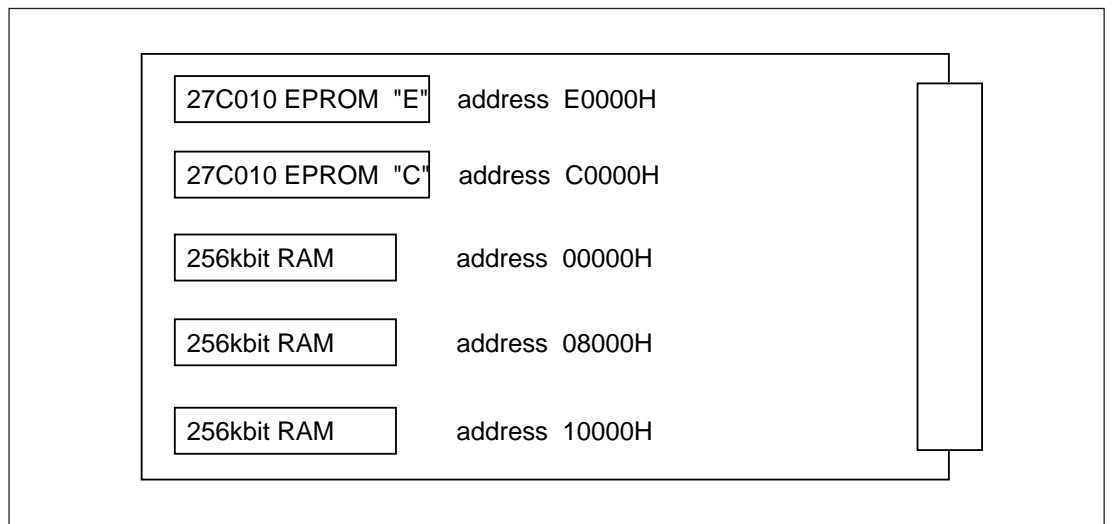 27C010 EPROM "E" address E0000H
27C010 EPROM "C" address C0000H
256kbit RAM address 00000H
256kbit RAM address 08000H
256kbit RAM address 10000H